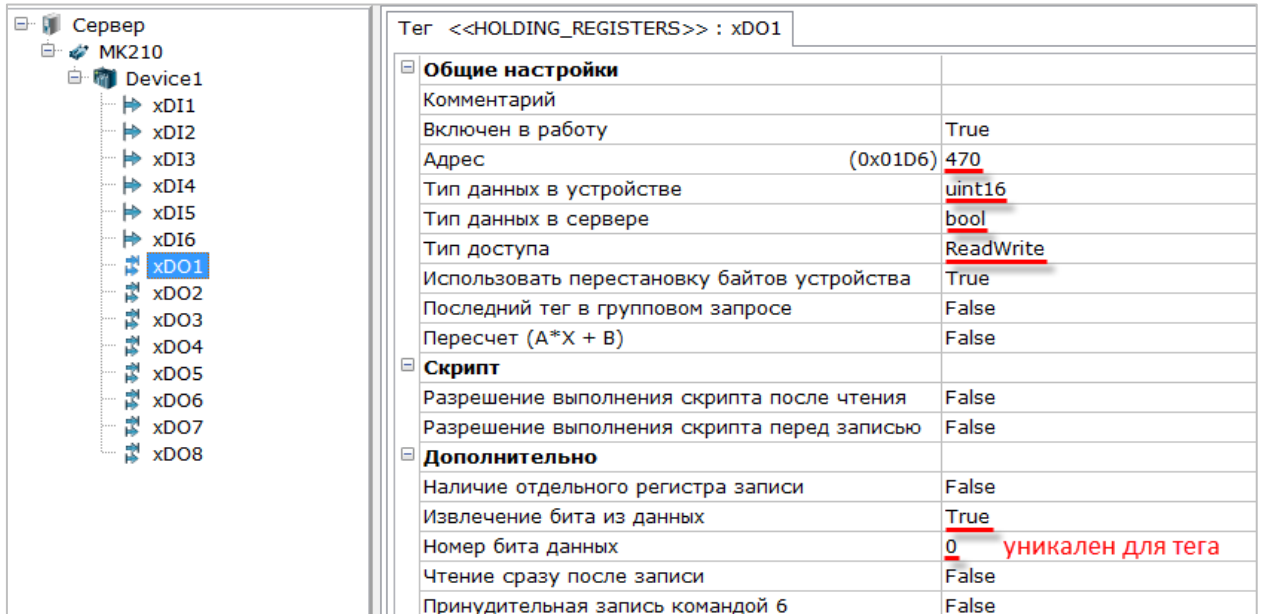 Сервер
MK210
Device1
xDI1
xDI2
xDI3
xDI4
xDI5
xDI6
xDO1
xDO2
xDO3
xDO4
xDO5
xDO6
xDO7
xDO8
Тег <<HOLDING_REGISTERS>> : xDO1
Общие настройки
Комментарий
Включен в работу True
Адрес (0x01D6) 470
Тип данных в устройстве uint16
Тип данных в сервере bool
Тип доступа ReadWrite
Использовать перестановку байтов устройства True
Последний тег в групповом запросе False
Пересчет (A*X + B) False
Скрипт
Разрешение выполнения скрипта после чтения False
Разрешение выполнения скрипта перед записью False
Дополнительно
Наличие отдельного регистра записи False
Извлечение бита из данных True
Номер бита данных 0 уникален для тега
Чтение сразу после записи False
Принудительная запись командой 6 False